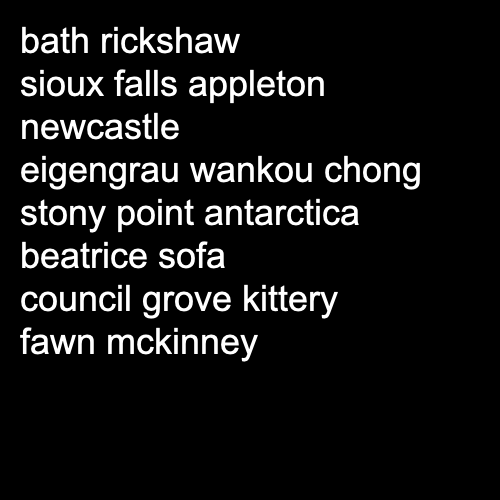 bath rickshaw
sioux falls appleton
newcastle
eigengrau wankou chong
stony point antarctica
beatrice sofa
council grove kittery
fawn mckinney